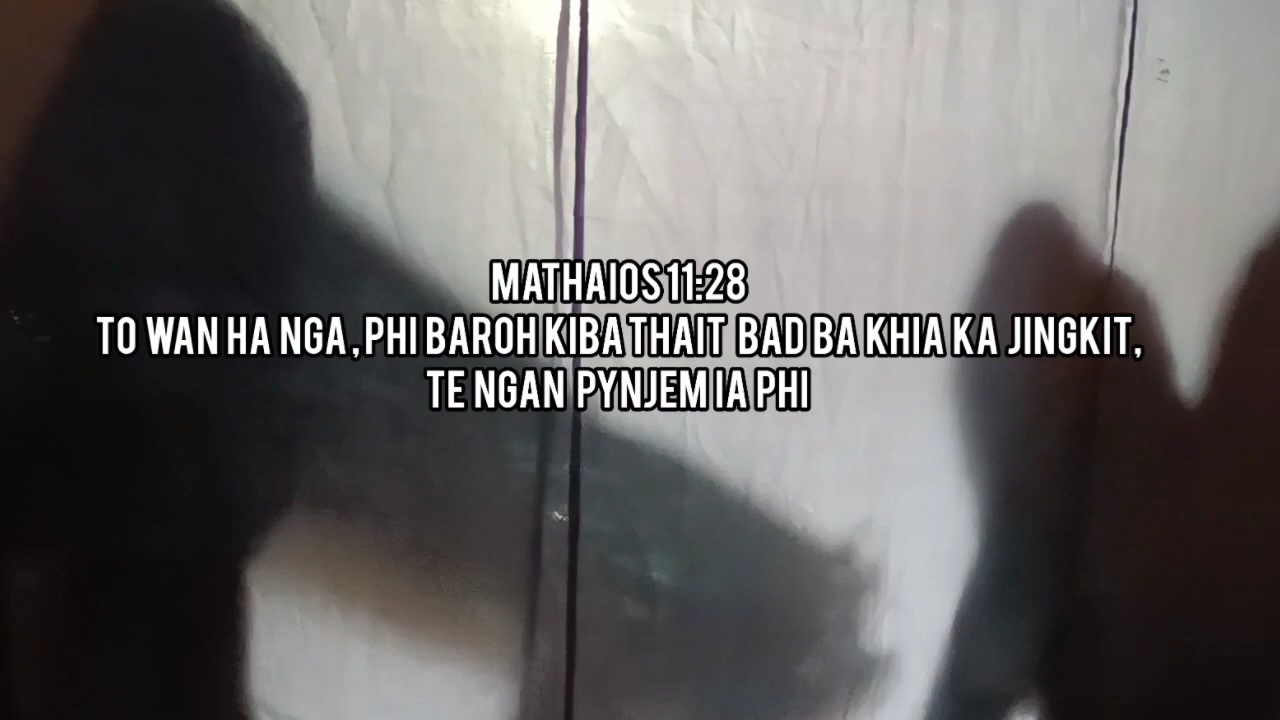 MATHAIOS 11:28
TO WAN HA NGA, PHI BAROH KIBA THAIT BAD BA KHIA KA JINGKIT,
TE NGAN PYNJEM IA PHI